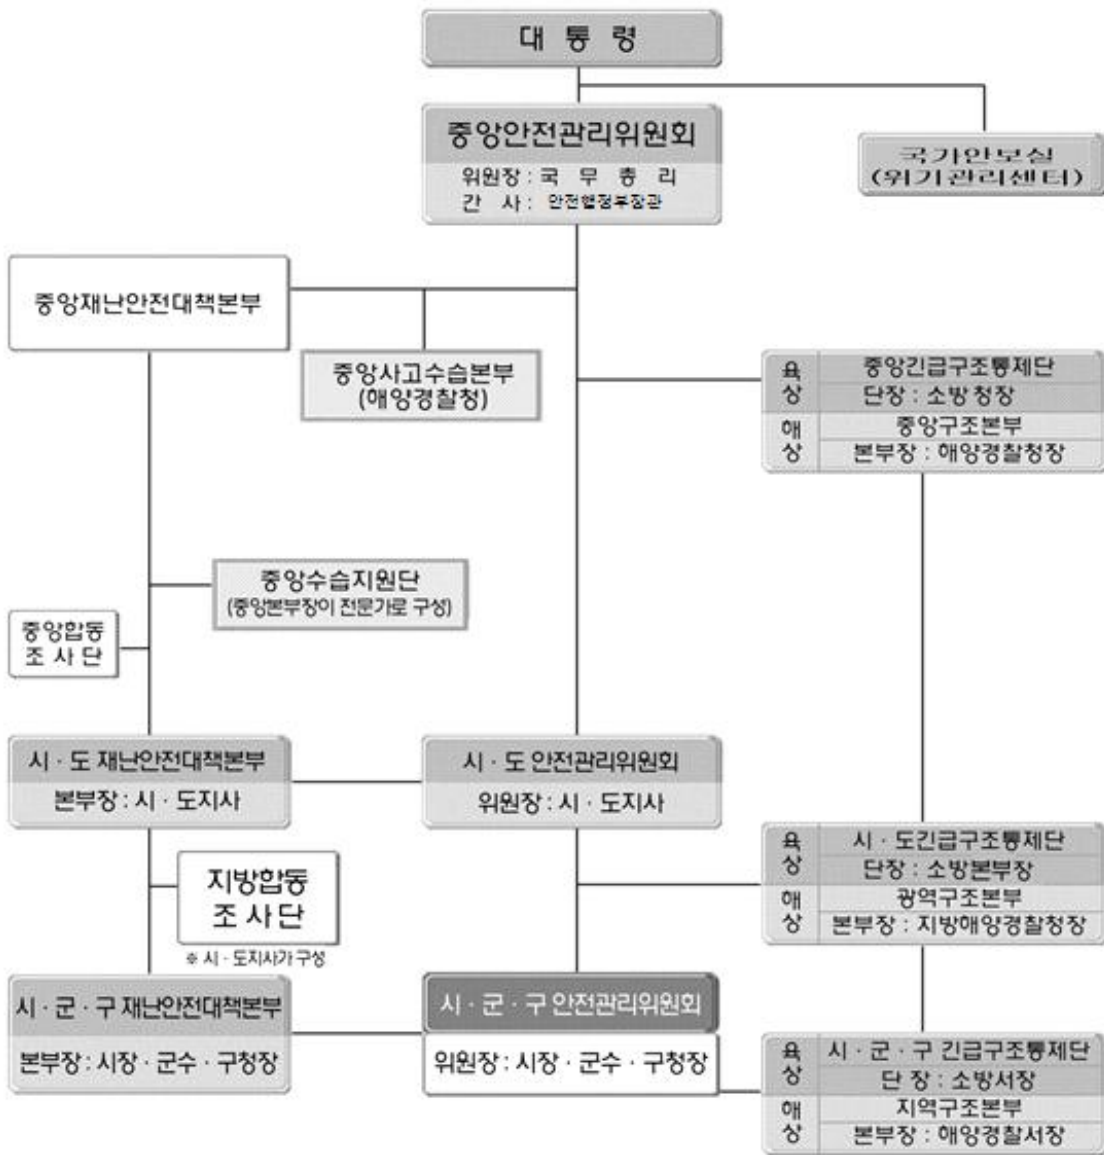 대 통 령
중앙안전관리위원회
위원장 : 국 무 총 리
간 사 : 안전행정부장관
국가안보실
(위기관리센터)
중앙재난안전대책본부
중앙사고수습본부
(해양경찰청)
육상
중앙긴급구조통제단
단장 : 소방청장
해상
중앙구조본부
본부장 : 해양경찰청장
중앙수습지원단
(중앙본부장이 전문가로 구성)
중앙합동
조 사 단
시 · 도 재난안전대책본부
본부장 : 시 · 도지사
시 · 도 안전관리위원회
위원장 : 시 · 도지사
지방합동
조 사 단
※ 시 · 도지사가 구성
육상
시 · 도긴급구조통제단
단장 : 소방본부장
해상
광역구조본부
본부장 : 지방해양경찰청장
시 · 군 · 구 재난안전대책본부
본부장 : 시장 · 군수 · 구청장
시 · 군 · 구 안전관리위원회
위원장 : 시장 · 군수 · 구청장
육상
시 · 군 · 구 긴급구조통제단
단 장 : 소방서장
해상
지역구조본부
본부장 : 해양경찰서장